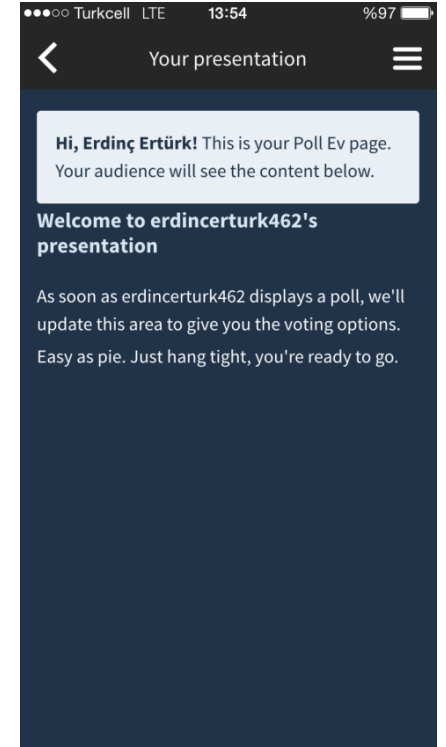 Turkcell LTE 13:54 %97
Your presentation
Hi, Erdinç Ertürk! This is your Poll Ev page.
Your audience will see the content below.
Welcome to erdincerturk462's
presentation
As soon as erdincerturk462 displays a poll, we'll
update this area to give you the voting options.
Easy as pie. Just hang tight, you're ready to go.